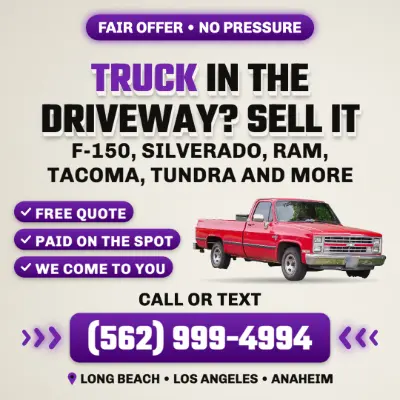 FAIR OFFER • NO PRESSURE
TRUCK IN THE
DRIVEWAY? SELL IT
F-150, SILVERADO, RAM,
TACOMA, TUNDRA AND MORE
FREE QUOTE
PAID ON THE SPOT
WE COME TO YOU
CALL OR TEXT
(562) 999-4994
LONG BEACH • LOS ANGELES • ANAHEIM